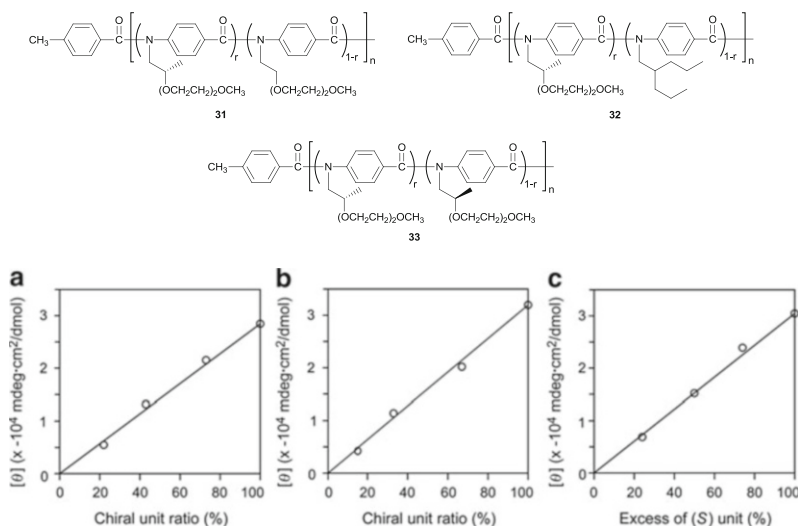 CH₃
O
C
N
O
C
r
N
O
C
1-r
n
(OCH₂CH₂)₂OCH₃
(OCH₂CH₂)₂OCH₃
31
CH₃
O
C
N
O
C
r
N
O
C
1-r
n
(OCH₂CH₂)₂OCH₃
32
CH₃
O
C
N
O
C
r
N
O
C
1-r
n
(OCH₂CH₂)₂OCH₃
(OCH₂CH₂)₂OCH₃
33
a
[θ] (x -10⁴ mdeg·cm²/dmol)
3
2
1
0
0 20 40 60 80 100
Chiral unit ratio (%)
b
[θ] (x -10⁴ mdeg·cm²/dmol)
3
2
1
0
0 20 40 60 80 100
Chiral unit ratio (%)
c
[θ] (x -10⁴ mdeg·cm²/dmol)
3
2
1
0
0 20 40 60 80 100
Excess of (S) unit (%)